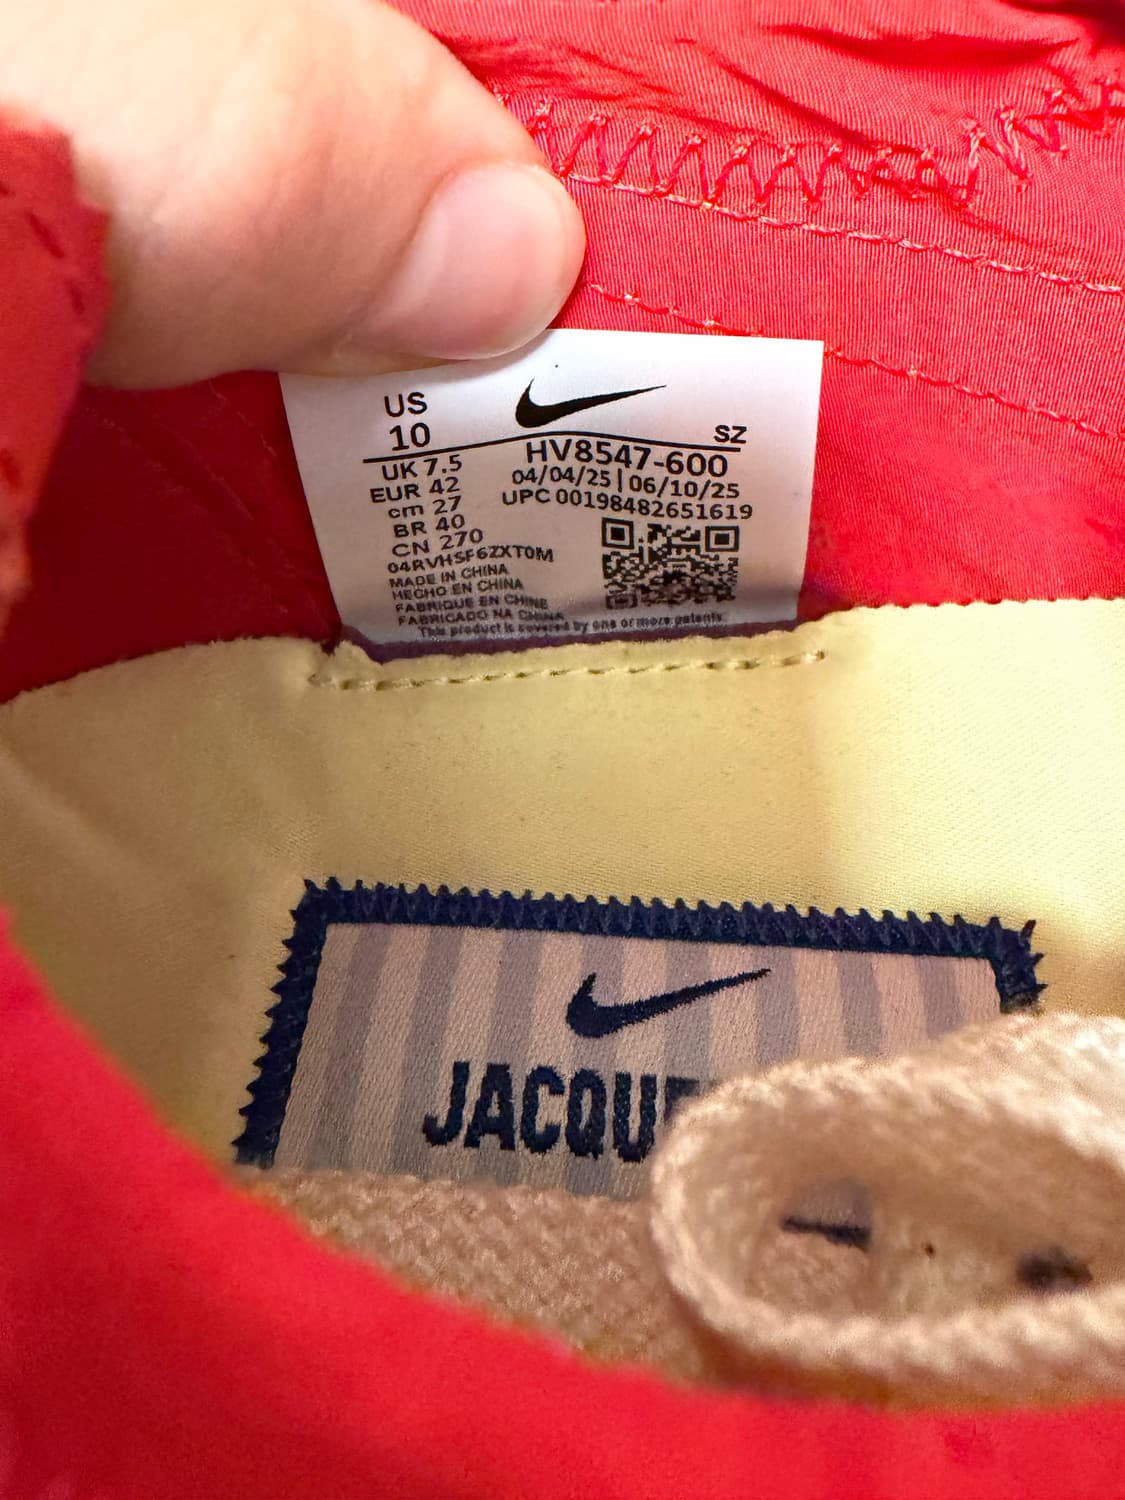 US
10
SZ
UK 7.5
EUR 42
cm 27
BR 40
CN 270
04RVHSF6ZXT0M
MADE IN CHINA
HECHO EN CHINA
FABRIQUE EN CHINE
FABRICADO NA CHINA
HV8547-600
04/04/25 | 06/10/25
UPC 00198482651619
This product is covered by one or more patents
JACQUE